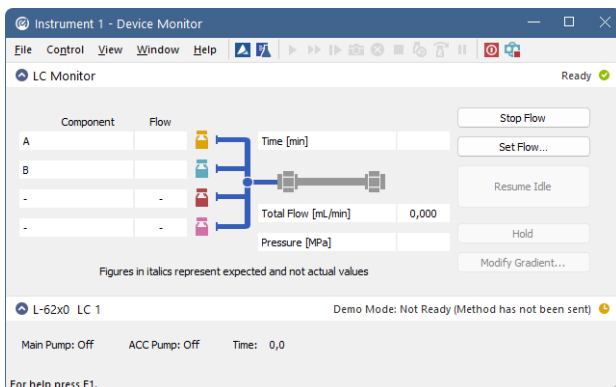 Instrument 1 - Device Monitor
File Control View Window Help
LC Monitor Ready
Component Flow
Stop Flow
A
Time [min]
Set Flow...
B
Resume Idle
- -
Total Flow [mL/min] 0,000
- -
Hold
Pressure [MPa]
Modify Gradient...
Figures in italics represent expected and not actual values
L-62x0 LC 1 Demo Mode: Not Ready (Method has not been sent)
Main Pump: Off ACC Pump: Off Time: 0,0
For help press F1.